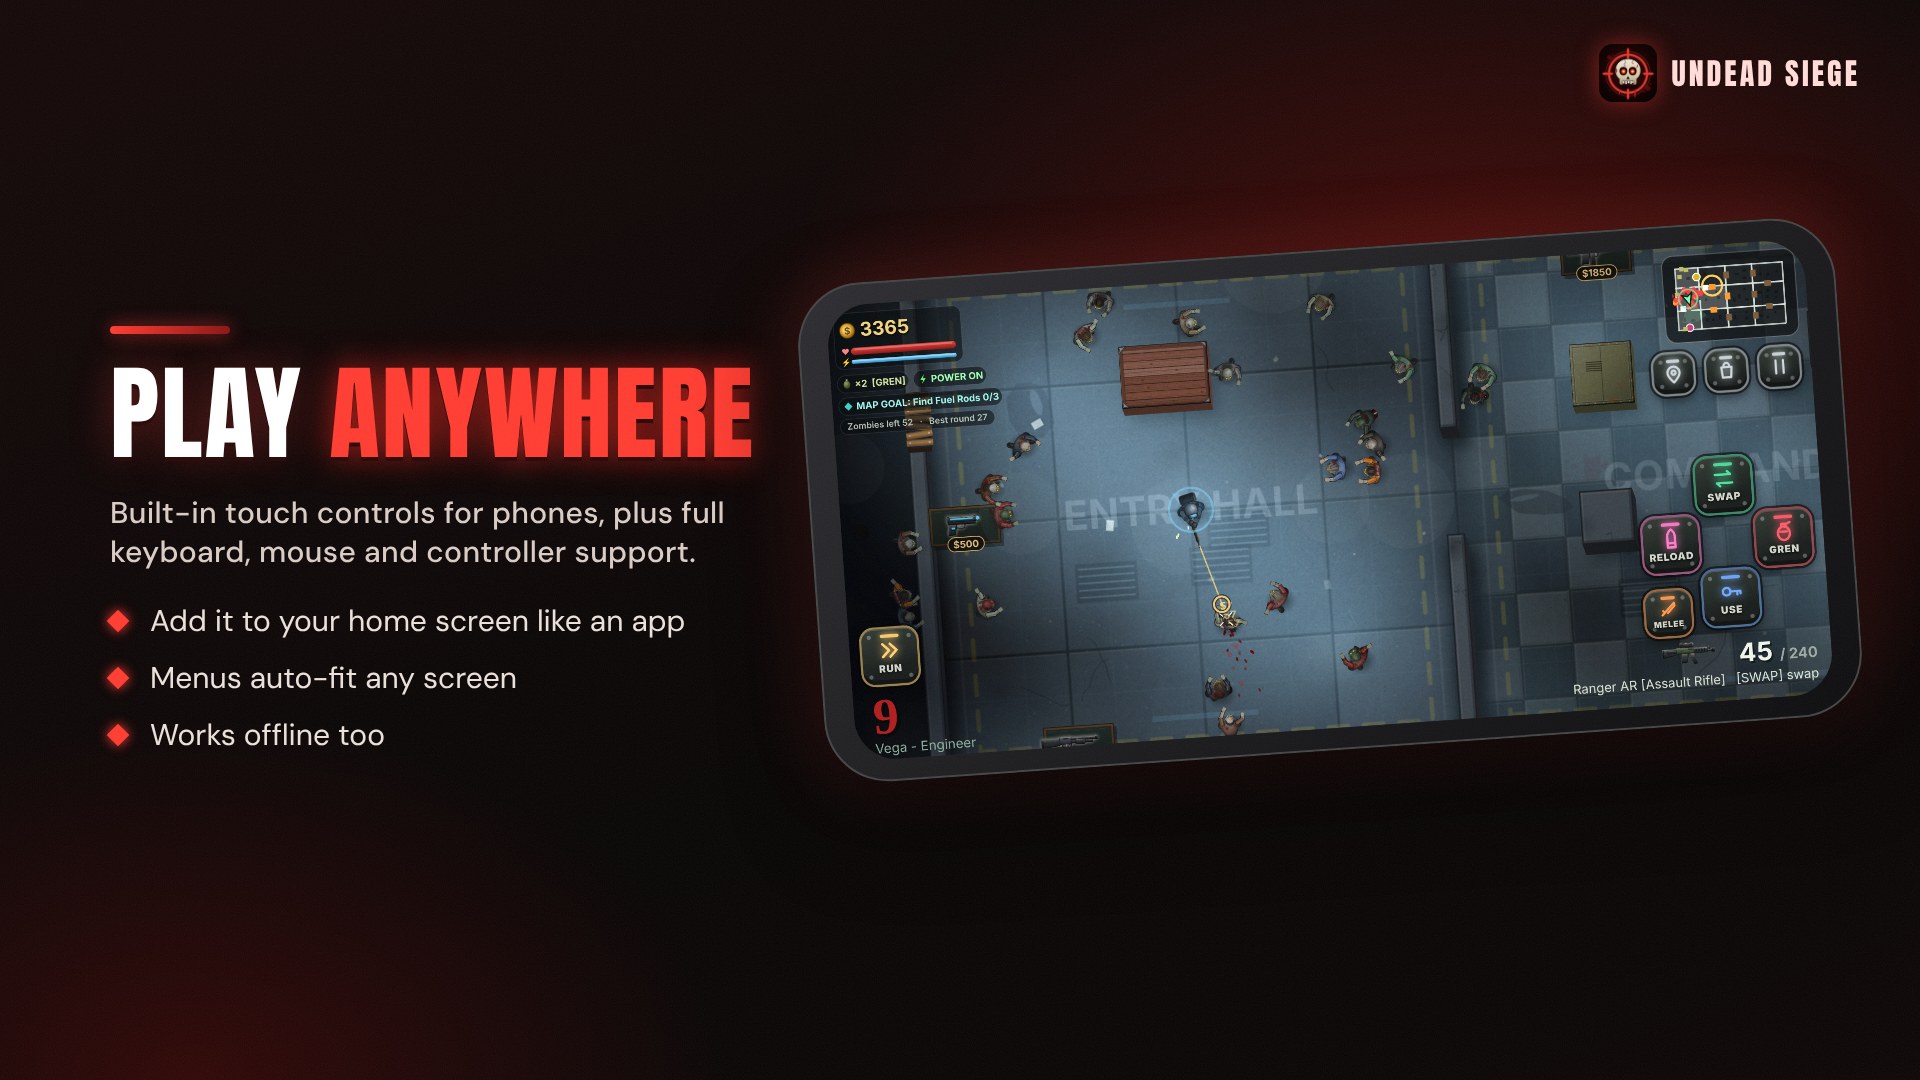 UNDEAD SIEGE
PLAY ANYWHERE
Built-in touch controls for phones, plus full
keyboard, mouse and controller support.
Add it to your home screen like an app
Menus auto-fit any screen
Works offline too
3365
×2 [GREN] POWER ON
MAP GOAL: Find Fuel Rods 0/3
Zombies left 52 · Best round 27
$1850
$500
HALL
SWAP
RELOAD
GREN
USE
MELEE
RUN
9
Vega - Engineer
45 / 240
Ranger AR [Assault Rifle] [SWAP] swap